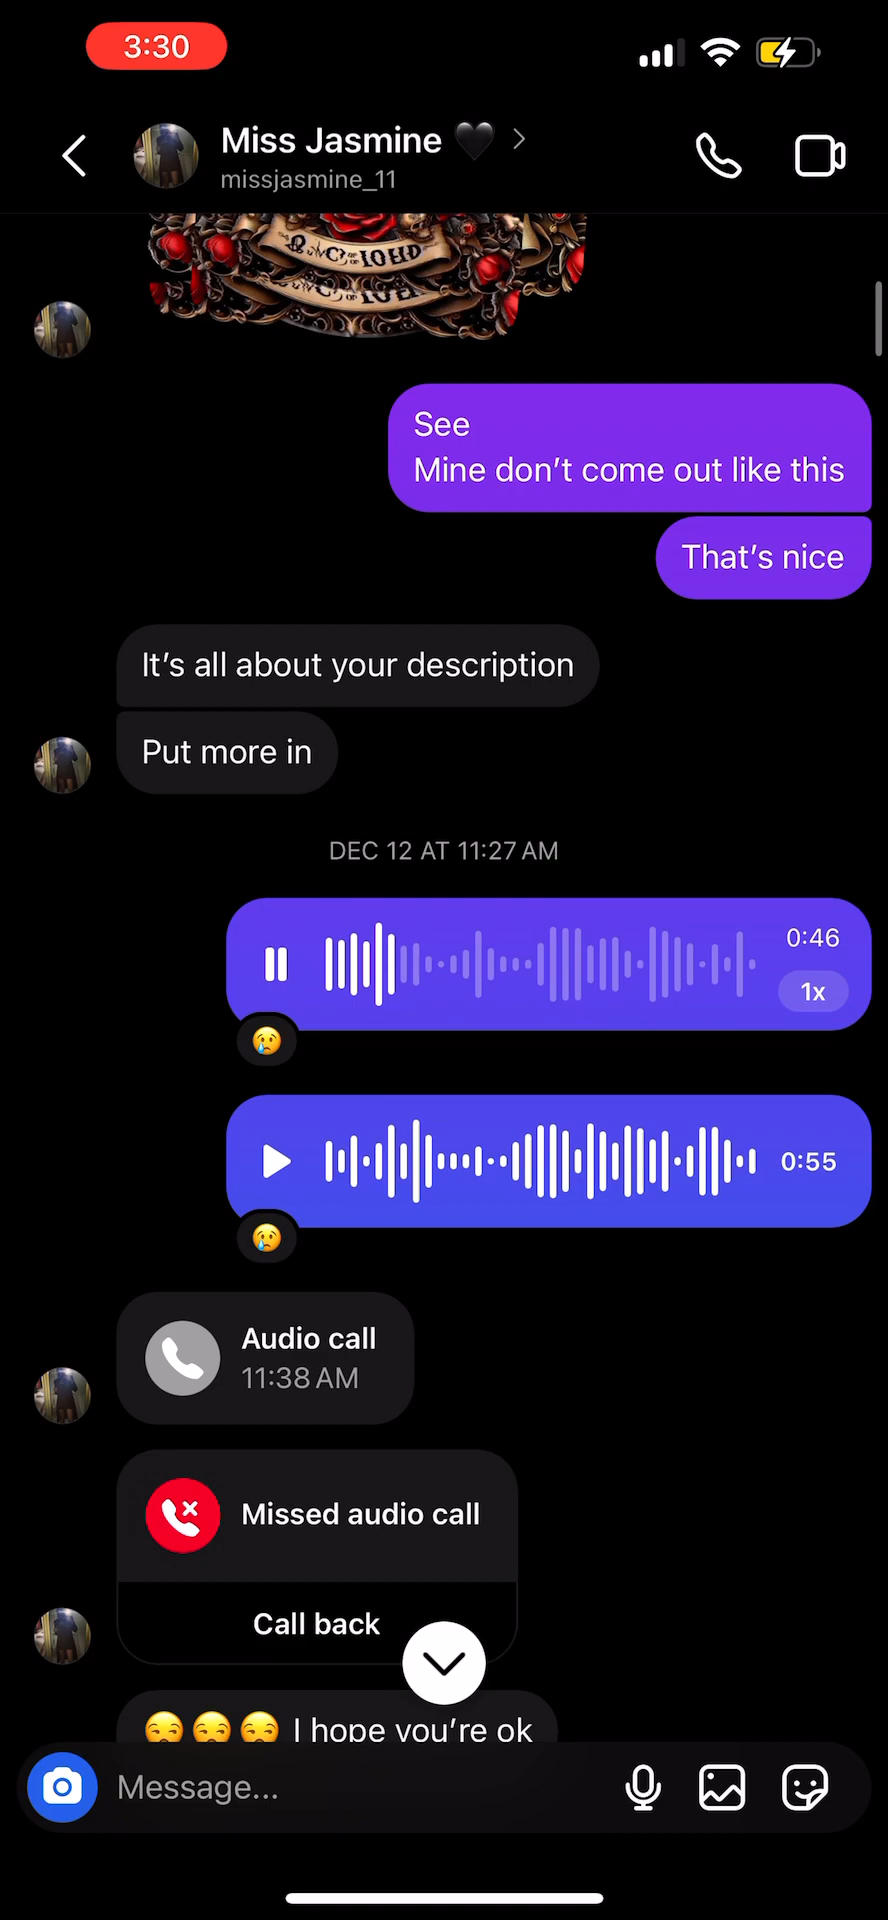 3:30
Miss Jasmine 🖤
missjasmine_11
See
Mine don't come out like this
That's nice
It's all about your description
Put more in
DEC 12 AT 11:27 AM
0:46
1x
😢
0:55
😢
Audio call
11:38 AM
Missed audio call
Call back
😒😒😒 I hope you're ok
Message...